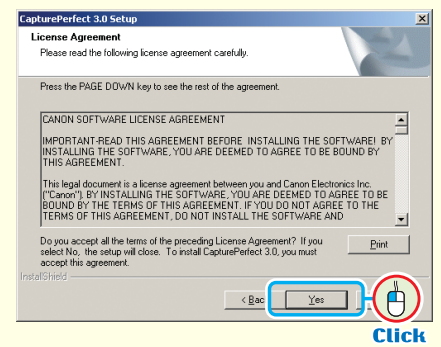 CapturePerfect 3.0 Setup
License Agreement
Please read the following license agreement carefully.
Press the PAGE DOWN key to see the rest of the agreement.
CANON SOFTWARE LICENSE AGREEMENT
IMPORTANT-READ THIS AGREEMENT BEFORE INSTALLING THE SOFTWARE! BY
INSTALLING THE SOFTWARE, YOU ARE DEEMED TO AGREE TO BE BOUND BY
THIS AGREEMENT.
This legal document is a license agreement between you and Canon Electronics Inc.
("Canon"). BY INSTALLING THE SOFTWARE, YOU ARE DEEMED TO AGREE TO BE
BOUND BY THE TERMS OF THIS AGREEMENT. IF YOU DO NOT AGREE TO THE
TERMS OF THIS AGREEMENT, DO NOT INSTALL THE SOFTWARE AND
Do you accept all the terms of the preceding License Agreement? If you
select No, the setup will close. To install CapturePerfect 3.0, you must
accept this agreement.
Print
InstallShield
< Bac Yes
Click